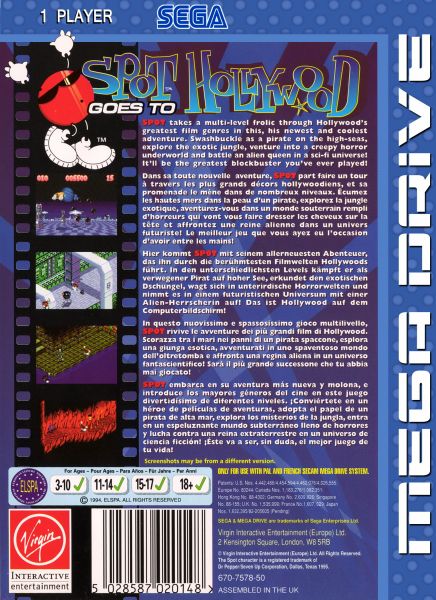 1 PLAYER
SEGA
SPOT
GOES TO HOLLYWOOD
TM
MEGA DRIVE
SPOT takes a multi-level frolic through Hollywood's
greatest film genres in this, his newest and coolest
adventure. Swashbuckle as a pirate on the high-seas,
explore the exotic jungle, venture into a creepy horror
underworld and battle an alien queen in a sci-fi universe!
It'll be the greatest blockbuster you've ever played!
Dans sa toute nouvelle aventure, SPOT part faire un tour
à travers les plus grands décors hollywoodiens, et sa
promenade le mène dans de nombreux niveaux. Ecumez
les hautes mers dans la peau d'un pirate, explorez la jungle
exotique, aventurez-vous dans un monde souterrain rempli
d'horreurs qui vont vous faire dresser les cheveux sur la
tête et affrontez une reine alienne dans un univers
futuriste! Le meilleur jeu que vous ayez eu l'occasion
d'avoir entre les mains!
Hier kommt SPOT mit seinem allerneuesten Abenteuer,
das ihn durch die berühmtesten Filmwelten Hollywoods
führt. In den unterschiedlichsten Levels kämpft er als
verwegener Pirat auf hoher See, erkundet den exotischen
Dschungel, wagt sich in unterirdische Horrorwelten und
nimmt es in einem futuristischen Universum mit einer
Alien-Herrscherin auf! Das ist Hollywood auf dem
Computerbildschirm!
In questo nuovissimo e spassosissimo gioco multilivello,
SPOT rivive le avventure dei più grandi film di Hollywood.
Scorazza tra i mari nei panni di un pirata spaccone, esplora
una giunga esotica, avventurati in uno spaventoso mondo
dell'oltretomba e affronta una regina aliena in un universo
fantascientifico! Sarà il più grande successone che tu abbia
mai giocato!
SPOT embarca en su aventura más nueva y molona, e
introduce los mayores géneros del cine en este juego
divertidísimo de diferentes niveles. ¡Conviértete en un
héroe de películas de aventuras, adopta el papel de un
pirata de alta mar, explora los misterios de la jungla, entra
en un espeluznante mundo subterráneo lleno de horrores
y lucha contra una reina extraterrestre en un universo de
ciencia ficción! ¡Este va a ser, sin duda, el mejor juego de
tu vida!
Screenshots may be from a different version.
For Ages – Pour Ages – Para Años – Für Jahre – Per Anni
ELSPA
3-10 11-14 15-17 18+
© 1994, ELSPA. ALL RIGHTS RESERVED
ONLY FOR USE WITH PAL AND FRENCH SECAM MEGA DRIVE SYSTEM.
SEGA & MEGA DRIVE are trademarks of Sega Enterprises Ltd.
Virgin Interactive Entertainment (Europe) Ltd.
2 Kensington Square, London, W8 5RB
© Virgin Interactive Entertainment (Europe) Ltd. All Rights Reserved.
The Spot character is a registered trademark of
Dr Pepper/Seven Up Corporation, Dallas, Texas 1995.
670-7578-50
ASSEMBLED IN THE UK
Virgin
INTERACTIVE
entertainment
5 028587 020148